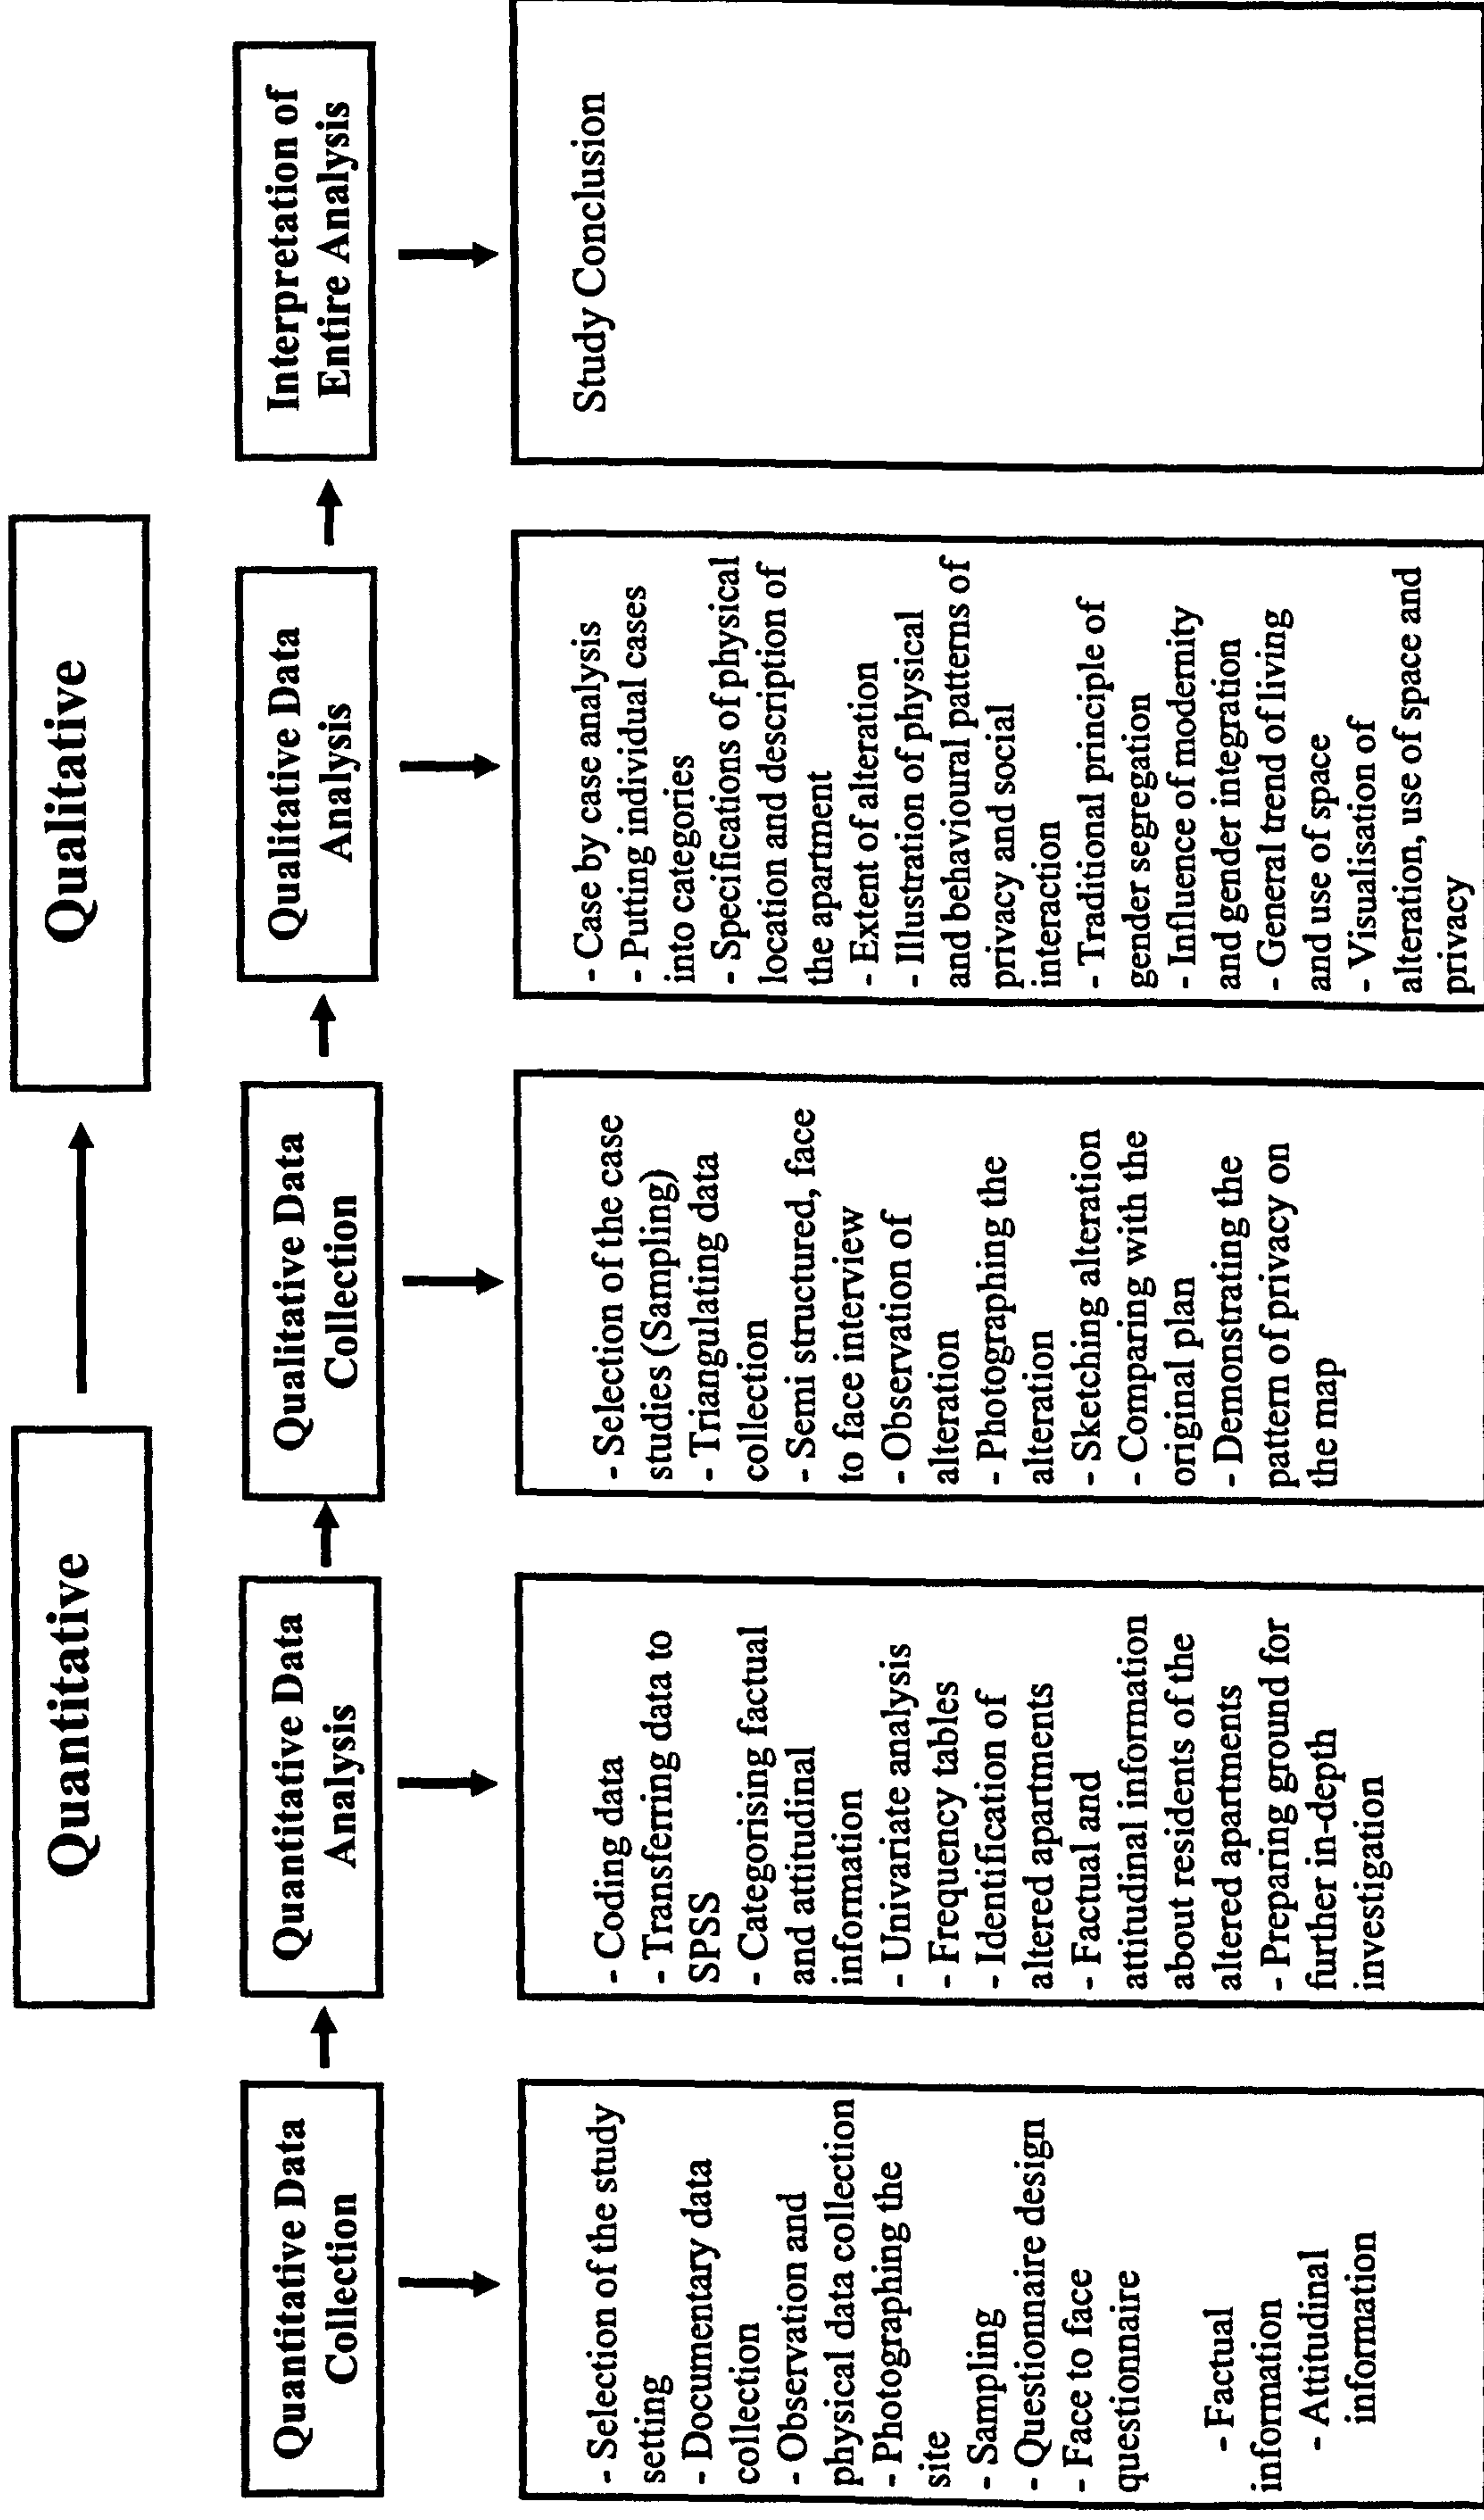 Quantitative
Qualitative
Quantitative Data
Collection
Quantitative Data
Analysis
Qualitative Data
Collection
Qualitative Data
Analysis
Interpretation of
Entire Analysis
- Selection of the study
setting
- Documentary data
collection
- Observation and
physical data collection
- Photographing the
site
- Sampling
- Questionnaire design
- Face to face
questionnaire
- Factual
information
- Attitudinal
information
- Coding data
- Transferring data to
SPSS
- Categorising factual
and attitudinal
information
- Univariate analysis
- Frequency tables
- Identification of
altered apartments
- Factual and
attitudinal information
about residents of the
altered apartments
- Preparing ground for
further in-depth
investigation
- Selection of the case
studies (Sampling)
- Triangulating data
collection
- Semi structured, face
to face interview
- Observation of
alteration
- Photographing the
alteration
- Sketching alteration
- Comparing with the
original plan
- Demonstrating the
pattern of privacy on
the map
- Case by case analysis
- Putting individual cases
into categories
- Specifications of physical
location and description of
the apartment
- Extent of alteration
- Illustration of physical
and behavioural patterns of
privacy and social
interaction
- Traditional principle of
gender segregation
- Influence of modernity
and gender integration
- General trend of living
and use of space
- Visualisation of
alteration, use of space and
privacy
Study Conclusion